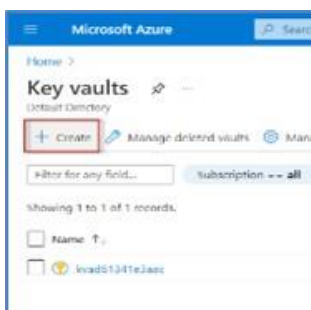 Microsoft Azure Search
Home >
Key vaults
Default Directory
+ Create Manage deleted vaults
Filter for any field... Subscription == all
Showing 1 to 1 of 1 records.
Name ↑↓